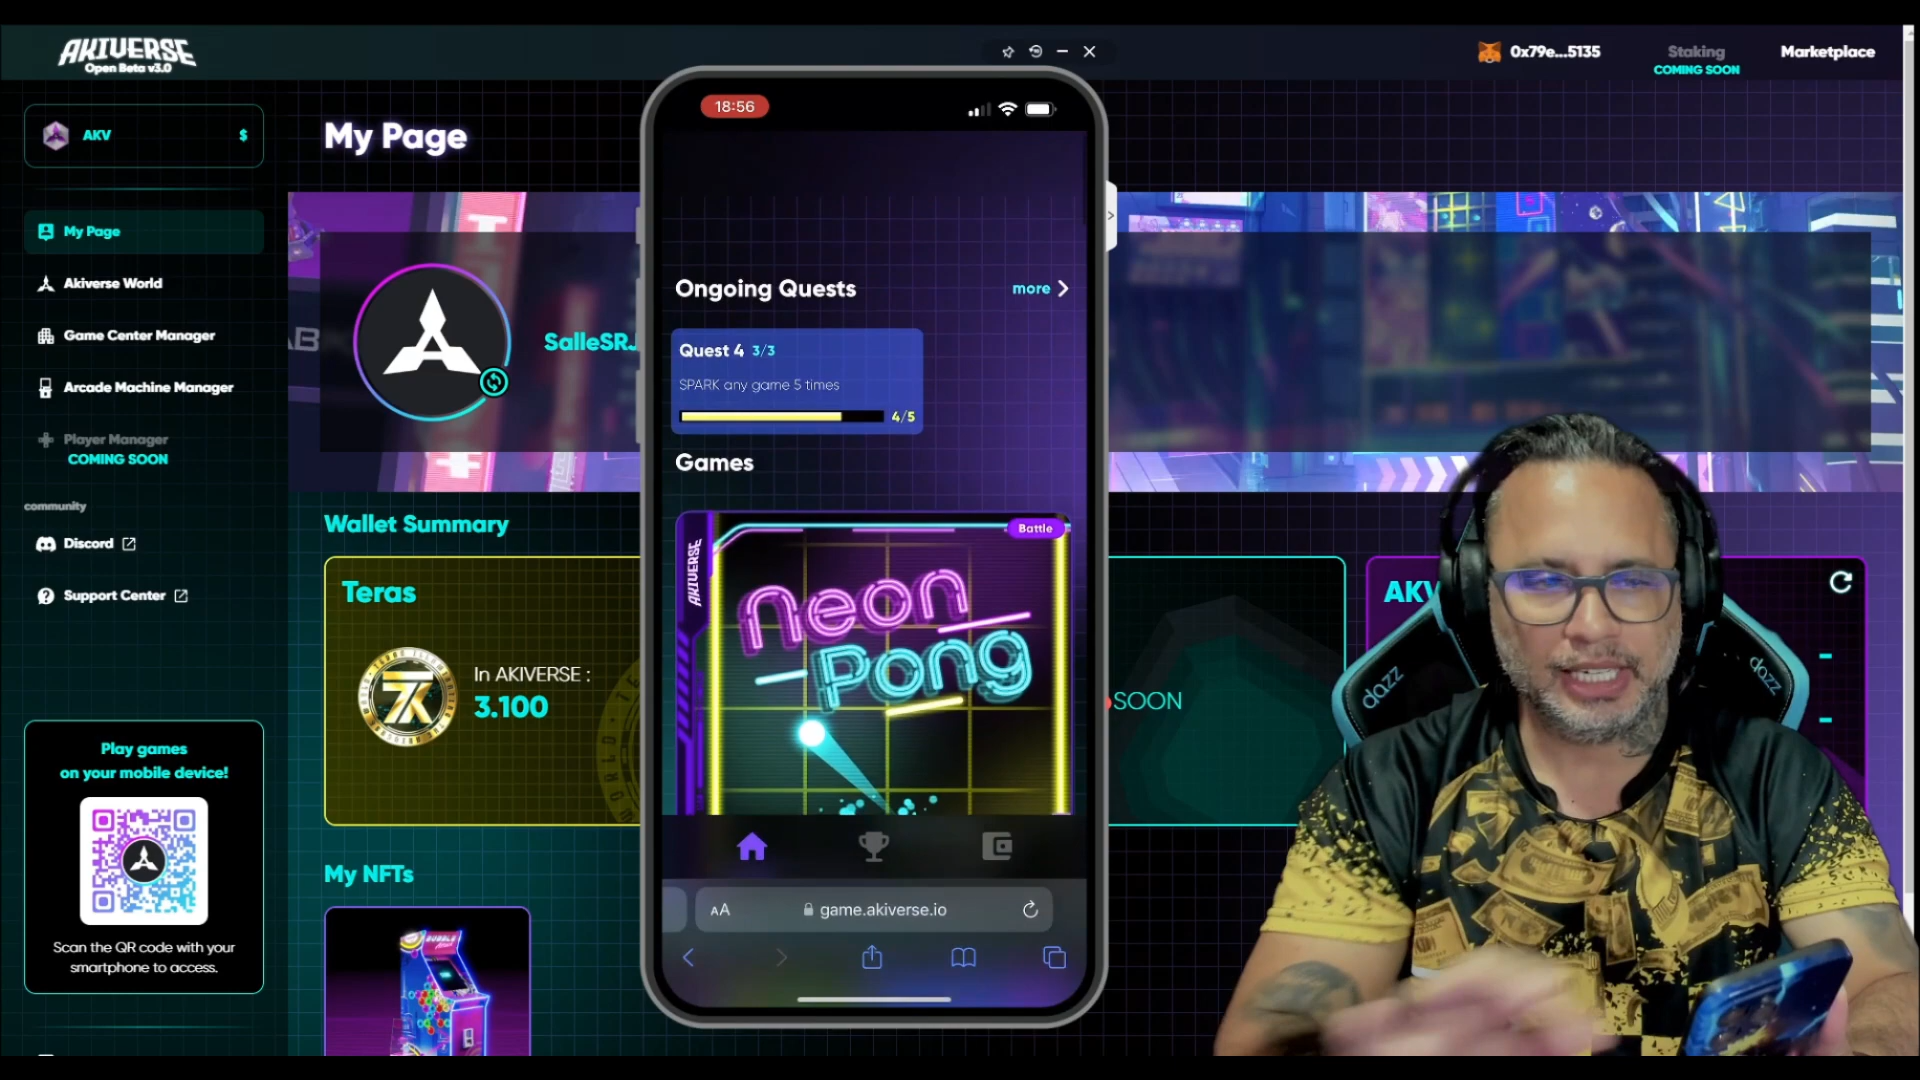 AKIVERSE
Open Beta v3.0
0x79e...5135
Staking
COMING SOON
Marketplace
AKV
$
My Page
Akiverse World
Game Center Manager
Arcade Machine Manager
Player Manager
COMING SOON
community
Discord
Support Center
Play games
on your mobile device!
Scan the QR code with your
smartphone to access.
My Page
SalleSRJ
Wallet Summary
Teras
In AKIVERSE :
3.100
My NFTs
18:56
Ongoing Quests
more
Quest 4 3/3
SPARK any game 5 times
4/5
Games
Battle
AKIVERSE
Neon
Pong
AA
game.akiverse.io
SOON
AKV
dazz
dazz